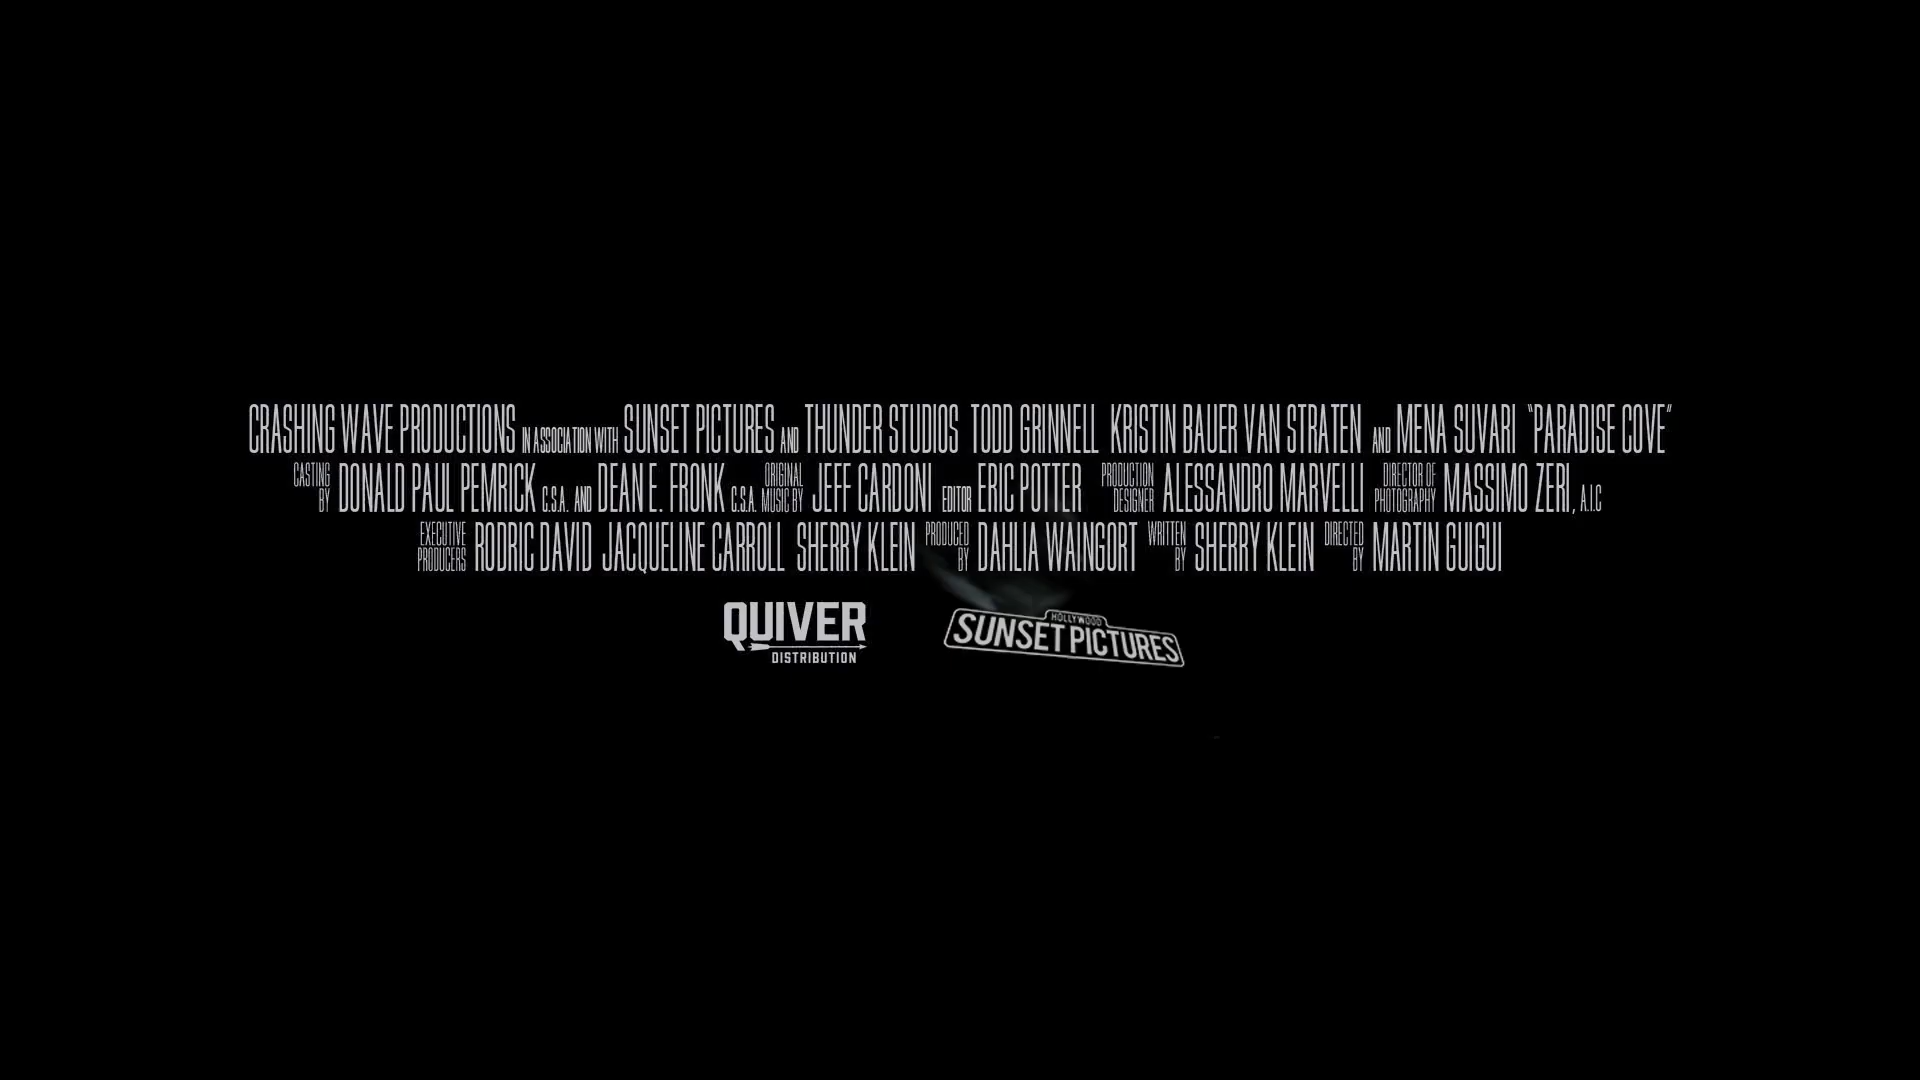 CRASHING WAVE PRODUCTIONS IN ASSOCIATION WITH SUNSET PICTURES AND THUNDER STUDIOS TODD GRINNELL KRISTIN BAUER VAN STRATEN AND MENA SUVARI "PARADISE COVE"
CASTING BY DONALD PAUL PEMRICK C.S.A. AND DEAN E. FRONK C.S.A. ORIGINAL MUSIC BY JEFF CARDONI EDITOR ERIC POTTER PRODUCTION DESIGNER ALESSANDRO MARVELLI DIRECTOR OF PHOTOGRAPHY MASSIMO ZERI, A.I.C
EXECUTIVE PRODUCERS RODRIC DAVID JACQUELINE CARROLL SHERRY KLEIN PRODUCED BY DAHLIA WAINGORT WRITTEN BY SHERRY KLEIN DIRECTED BY MARTIN GUIGUI
QUIVER
DISTRIBUTION
HOLLYWOOD
SUNSET PICTURES